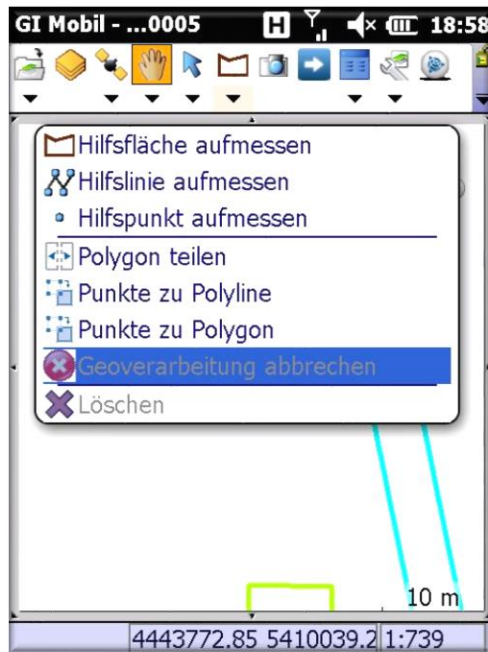 GI Mobil - ...0005 H 18:58
Hilfsfläche aufmessen
Hilfslinie aufmessen
Hilfspunkt aufmessen
Polygon teilen
Punkte zu Polyline
Punkte zu Polygon
Geoverarbeitung abbrechen
Löschen
10 m
4443772.85 5410039.2 1:739